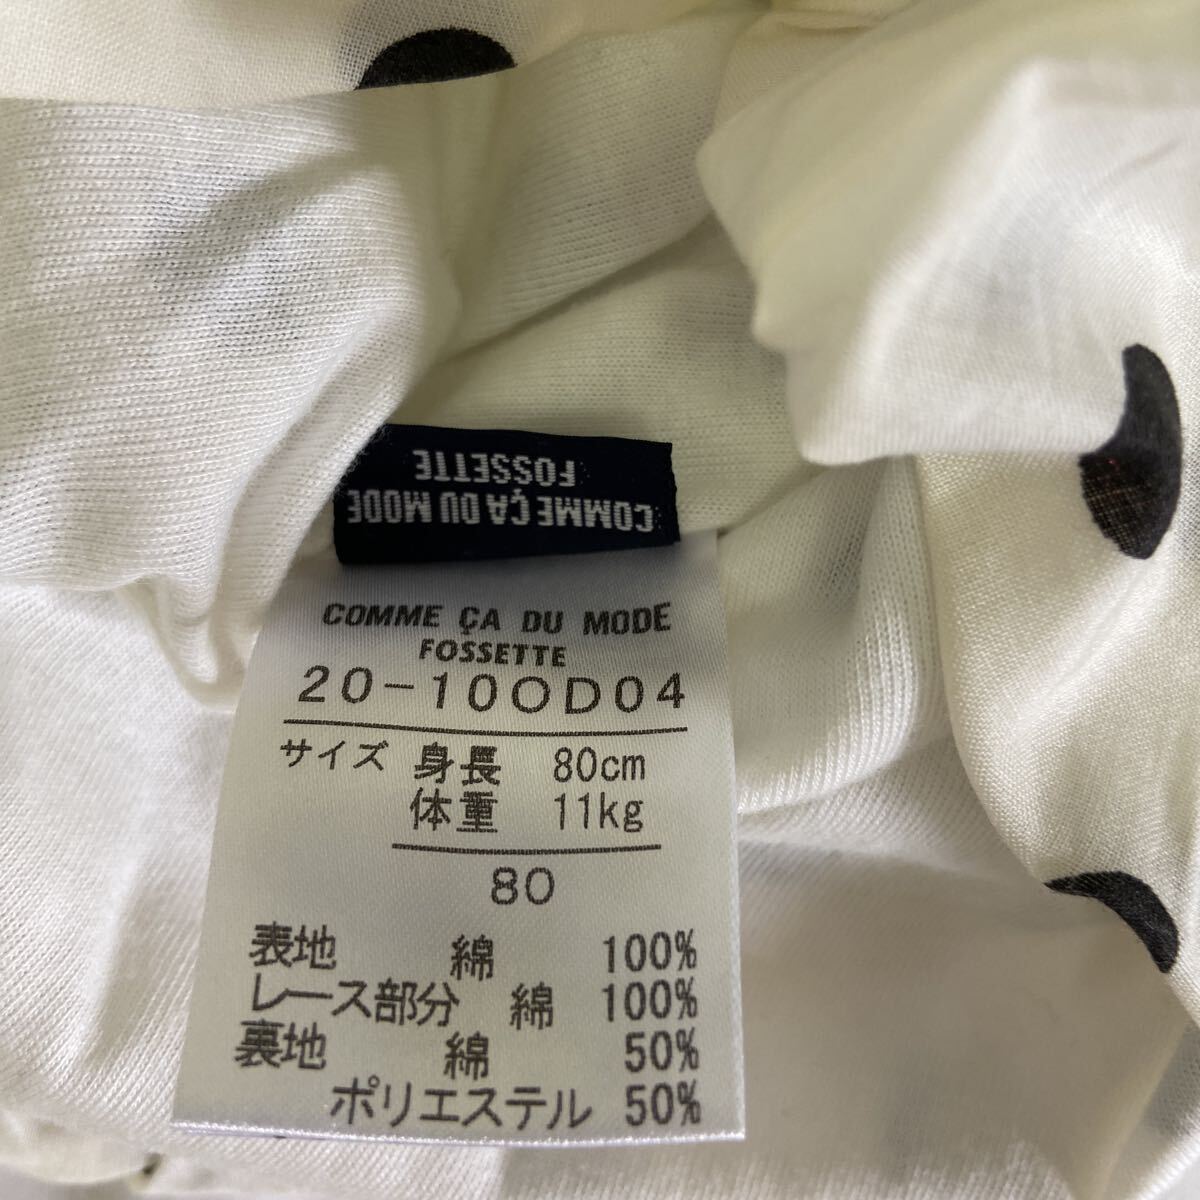 COMME ÇA DU MODE
FOSSETTE
COMME ÇA DU MODE
FOSSETTE
20-10OD04
サイズ 身長 80cm
体重 11kg
80
表地 綿 100%
レース部分 綿 100%
裏地 綿 50%
ポリエステル 50%